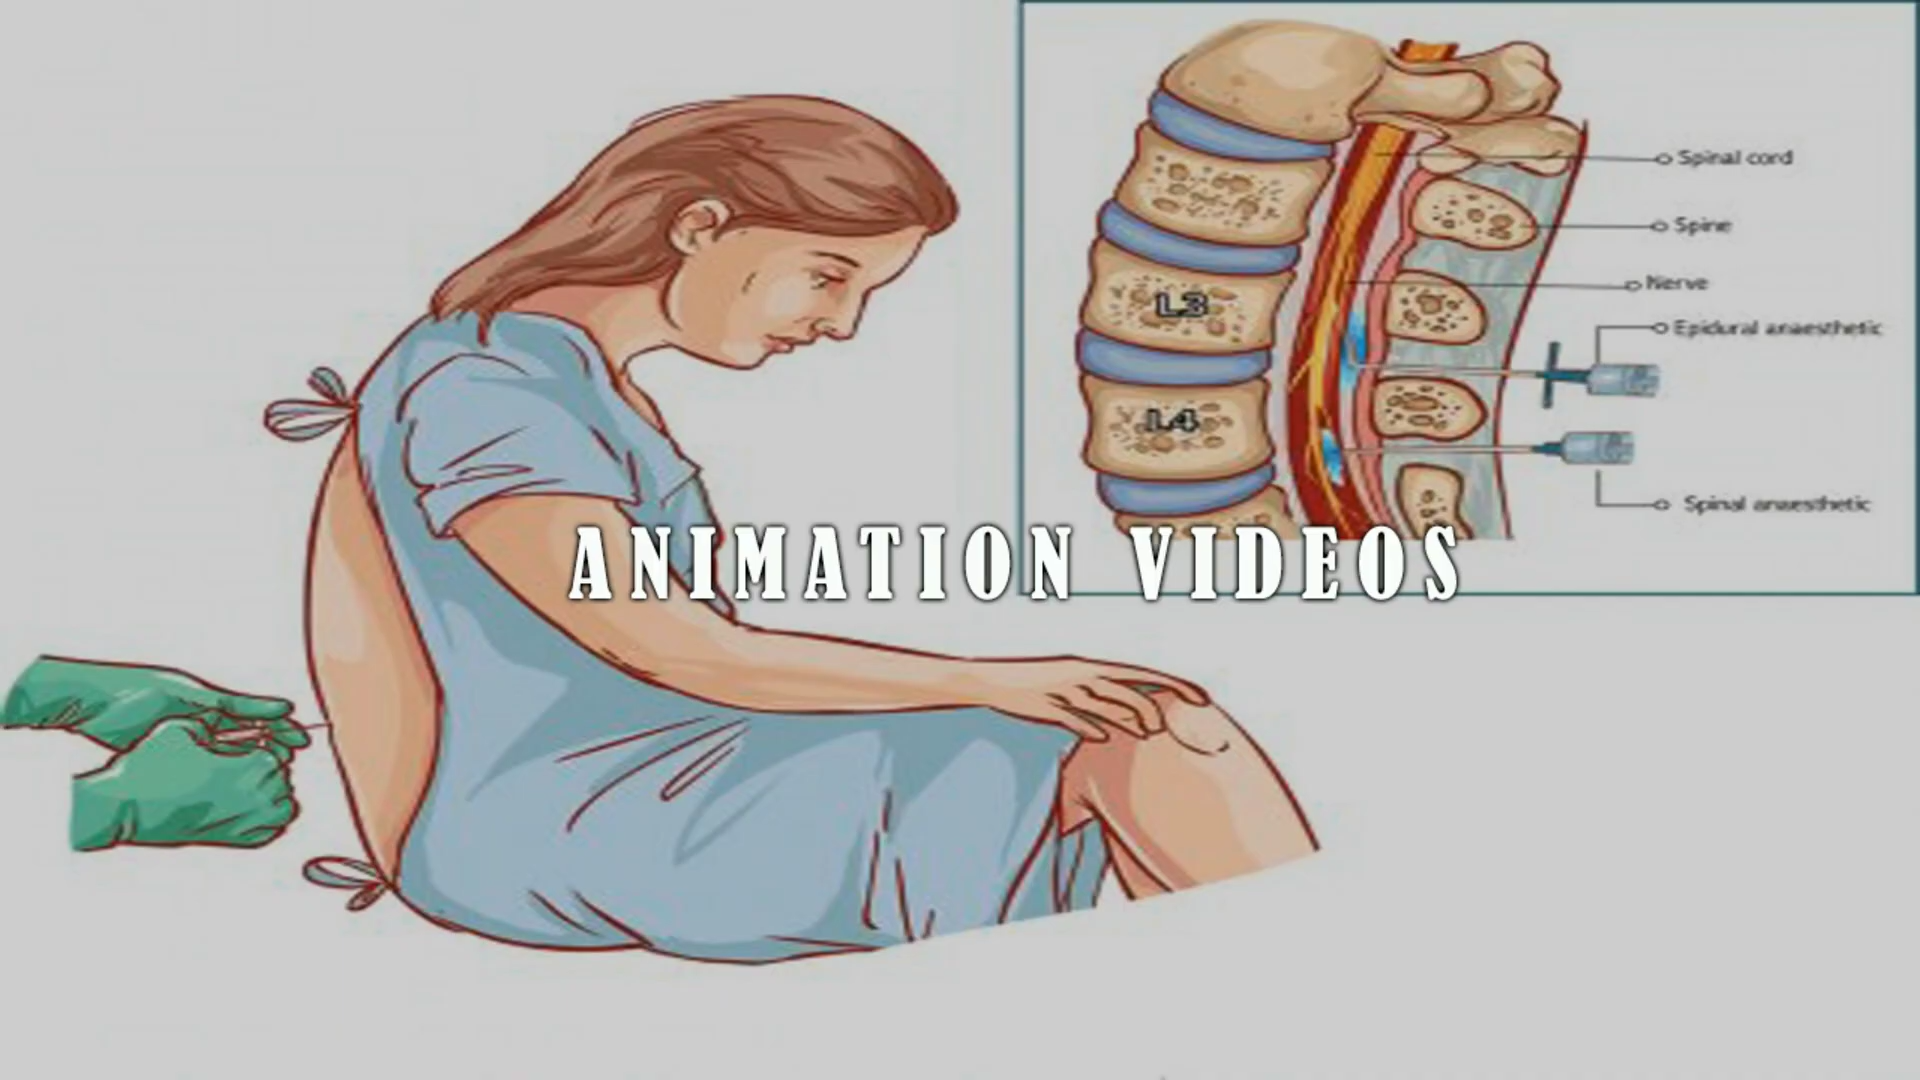 Spinal cord
Spine
Nerve
Epidural anaesthetic
L3
L4
Spinal anaesthetic
ANIMATION VIDEOS